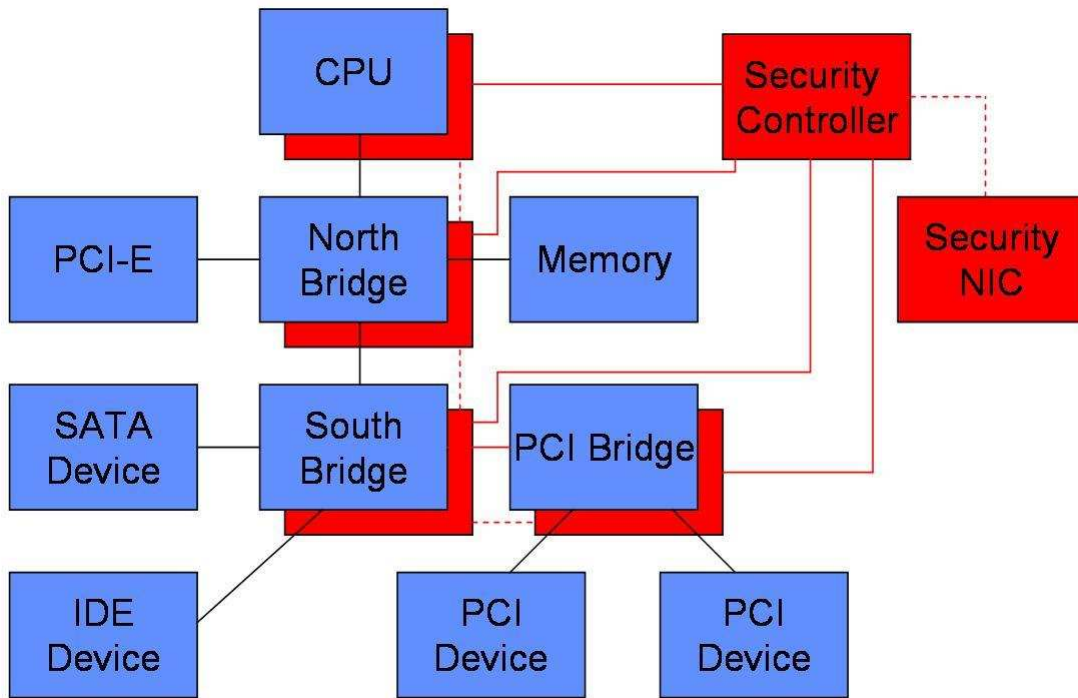 CPU
Security
Controller
PCI-E
North
Bridge
Memory
Security
NIC
SATA
Device
South
Bridge
PCI Bridge
IDE
Device
PCI
Device
PCI
Device